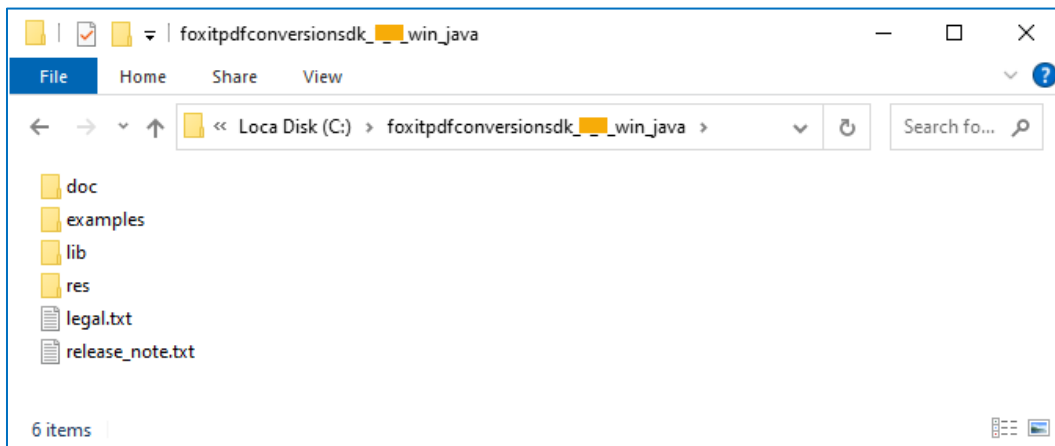 foxitpdfconversionsdk_ _ _win_java
File Home Share View
« Loca Disk (C:) › foxitpdfconversionsdk_ _ _win_java › Search fo...
doc
examples
lib
res
legal.txt
release_note.txt
6 items